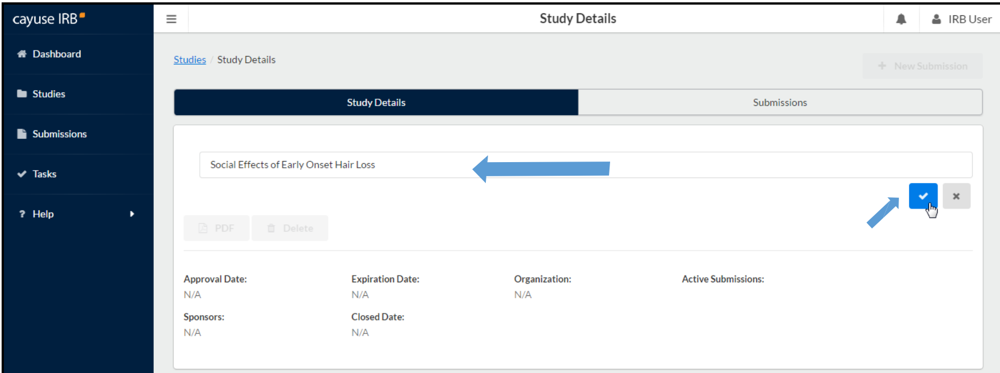 cayuse IRB
Study Details
IRB User
Dashboard
Studies
Submissions
Tasks
? Help
Studies / Study Details
+ New Submission
Study Details
Submissions
Social Effects of Early Onset Hair Loss
PDF
Delete
Approval Date:
N/A
Expiration Date:
N/A
Organization:
N/A
Active Submissions:
Sponsors:
N/A
Closed Date:
N/A